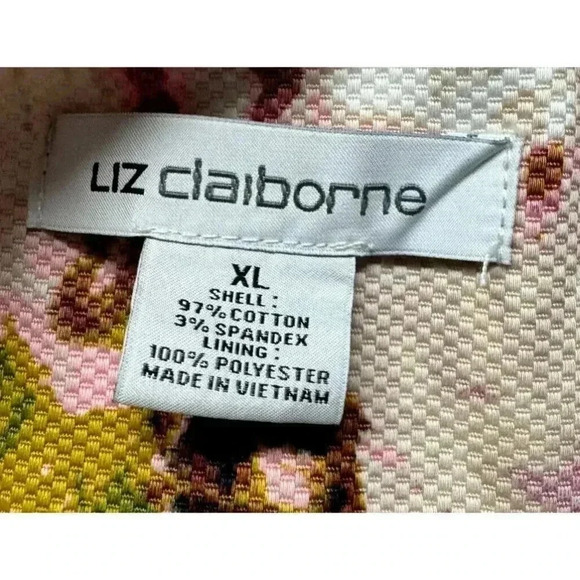 LIZ claiborne
XL
SHELL:
97% COTTON
3% SPANDEX
LINING:
100% POLYESTER
MADE IN VIETNAM